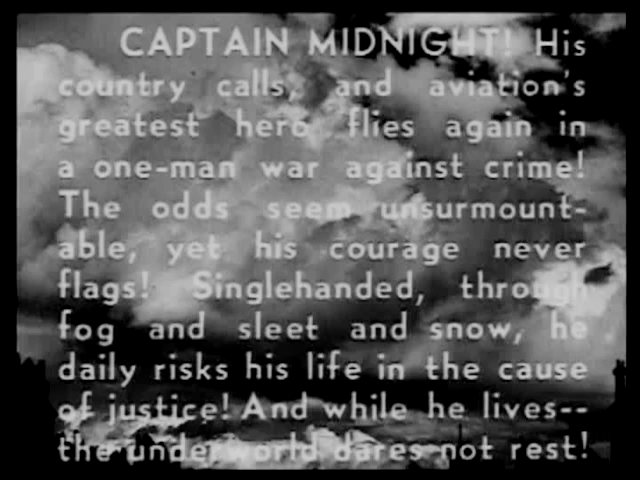 CAPTAIN MIDNIGHT! His
country calls, and aviation's
greatest hero flies again in
a one-man war against crime!
The odds seem unsurmount-
able, yet his courage never
flags! Singlehanded, through
fog and sleet and snow, he
daily risks his life in the cause
of justice! And while he lives--
the underworld dares not rest!